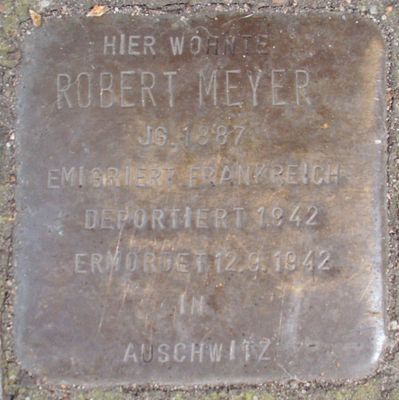 HIER WOHNTE
ROBERT MEYER
JG. 1887
EMIGRIERT FRANKREICH
DEPORTIERT 1942
ERMORDET 12.9.1942
IN
AUSCHWITZ